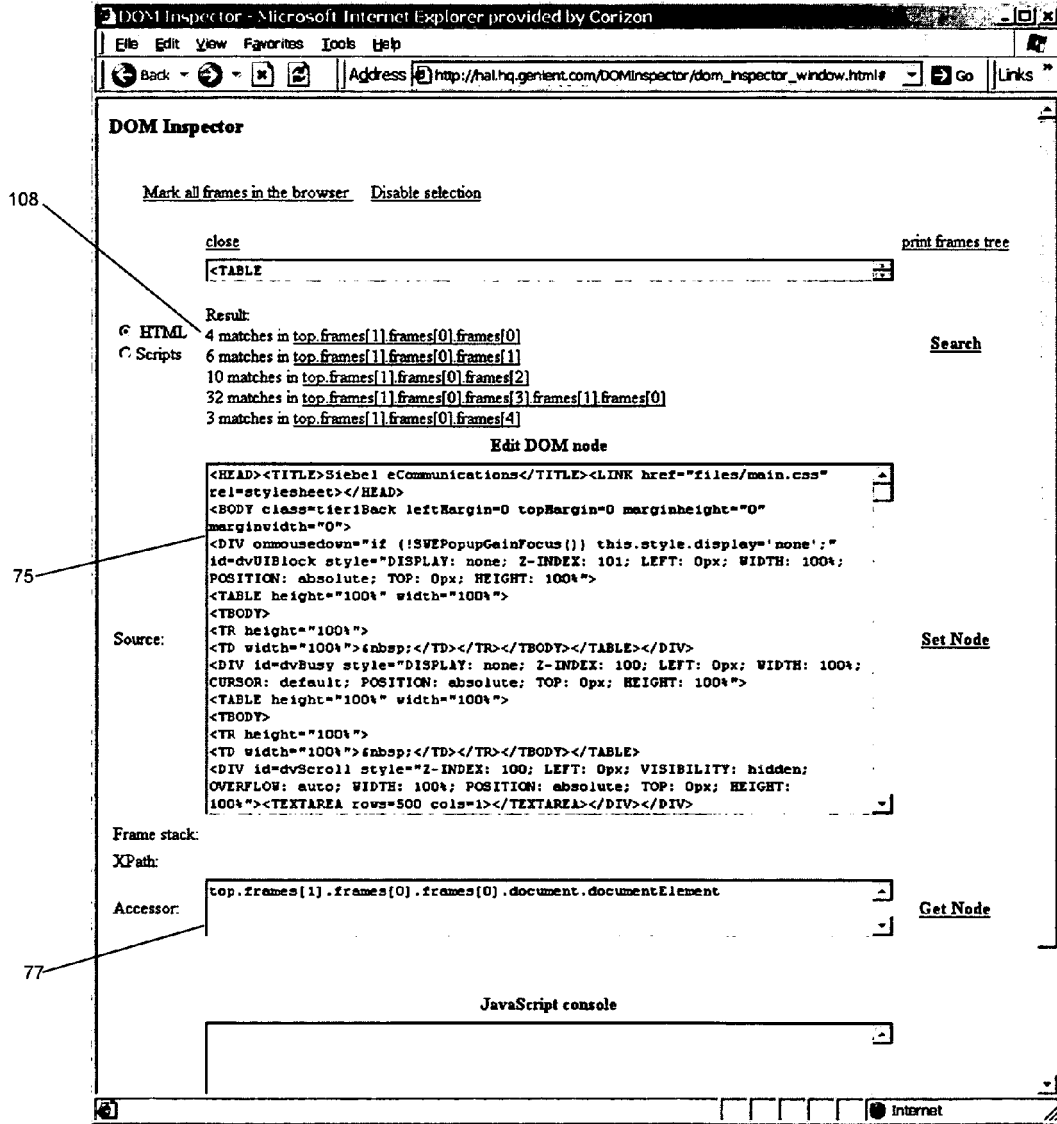 DOM Inspector - Microsoft Internet Explorer provided by Corizon
File Edit View Favorites Tools Help
Back Address http://hal.hq.genient.com/DOMInspector/dom_inspector_window.html# Go Links »
DOM Inspector
Mark all frames in the browser Disable selection
108
close print frames tree
<TABLE
Result:
HTML 4 matches in top.frames[1].frames[0].frames[0]
Scripts 6 matches in top.frames[1].frames[0].frames[1] Search
10 matches in top.frames[1].frames[0].frames[2]
32 matches in top.frames[1].frames[0].frames[3].frames[1].frames[0]
3 matches in top.frames[1].frames[0].frames[4]
Edit DOM node
<HEAD><TITLE>Siebel eCommunications</TITLE><LINK href="files/main.css"
rel=stylesheet></HEAD>
<BODY class=tier1Back leftMargin=0 topMargin=0 marginheight="0"
marginwidth="0">
<DIV onmousedown="if (!SWEPopupGainFocus()) this.style.display='none';"
75
id=dvUIBlock style="DISPLAY: none; Z-INDEX: 101; LEFT: 0px; WIDTH: 100%;
POSITION: absolute; TOP: 0px; HEIGHT: 100%">
<TABLE height="100%" width="100%">
<TBODY>
<TR height="100%">
Source: <TD width="100%">&nbsp;</TD></TR></TBODY></TABLE></DIV> Set Node
<DIV id=dvBusy style="DISPLAY: none; Z-INDEX: 100; LEFT: 0px; WIDTH: 100%;
CURSOR: default; POSITION: absolute; TOP: 0px; HEIGHT: 100%">
<TABLE height="100%" width="100%">
<TBODY>
<TR height="100%">
<TD width="100%">&nbsp;</TD></TR></TBODY></TABLE>
<DIV id=dvScroll style="Z-INDEX: 100; LEFT: 0px; VISIBILITY: hidden;
OVERFLOW: auto; WIDTH: 100%; POSITION: absolute; TOP: 0px; HEIGHT:
100%"><TEXTAREA rows=500 cols=1></TEXTAREA></DIV></DIV>
Frame stack:
XPath:
top.frames[1].frames[0].frames[0].document.documentElement
Accessor: Get Node
77
JavaScript console
Internet